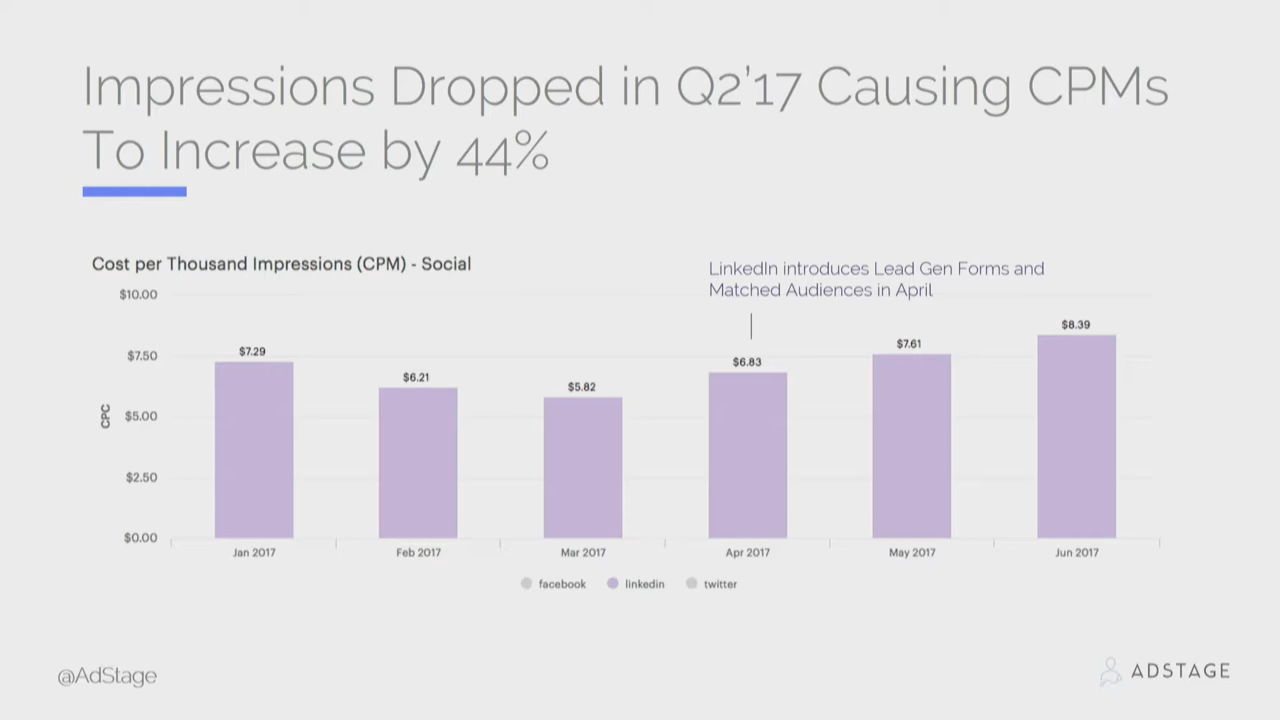 Impressions Dropped in Q2'17 Causing CPMs
To Increase by 44%
Cost per Thousand Impressions (CPM) - Social
LinkedIn introduces Lead Gen Forms and
Matched Audiences in April
$10.00
$7.50
$5.00
$2.50
$0.00
CPC
$7.29
$6.21
$5.82
$6.83
$7.61
$8.39
Jan 2017
Feb 2017
Mar 2017
Apr 2017
May 2017
Jun 2017
facebook
linkedin
twitter
@AdStage
ADSTAGE